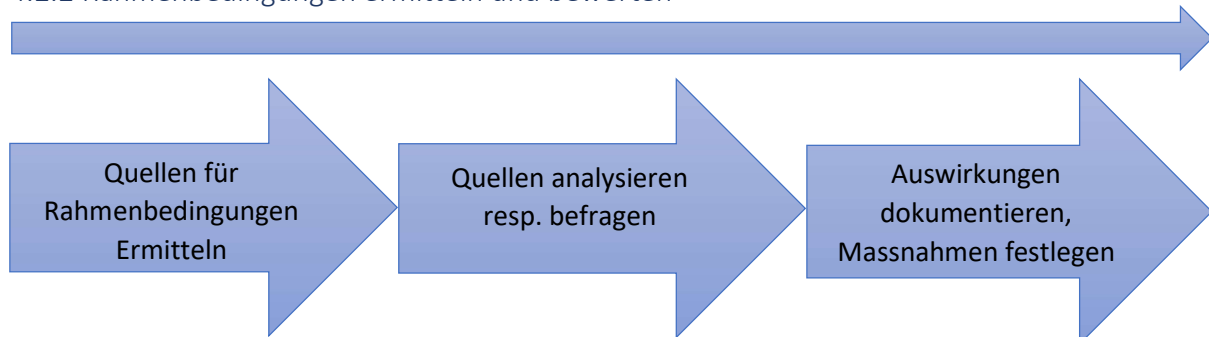 Rahmenbedingungen ermitteln und bewerten
Quellen für
Rahmenbedingungen
Ermitteln
Quellen analysieren
resp. befragen
Auswirkungen
dokumentieren,
Massnahmen festlegen